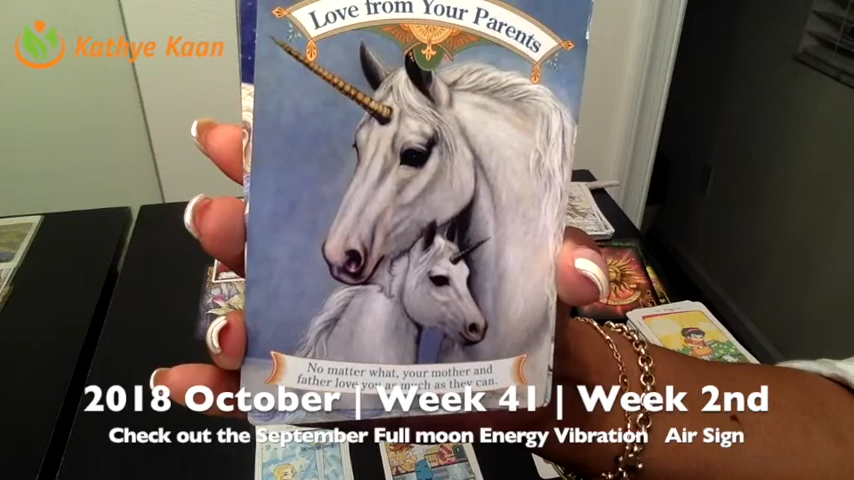 Kathye Kaan
Love from Your Parents
No matter what, your mother and
father love you as much as they can.
2018 October | Week 41 | Week 2nd
Check out the September Full moon Energy Vibration Air Sign